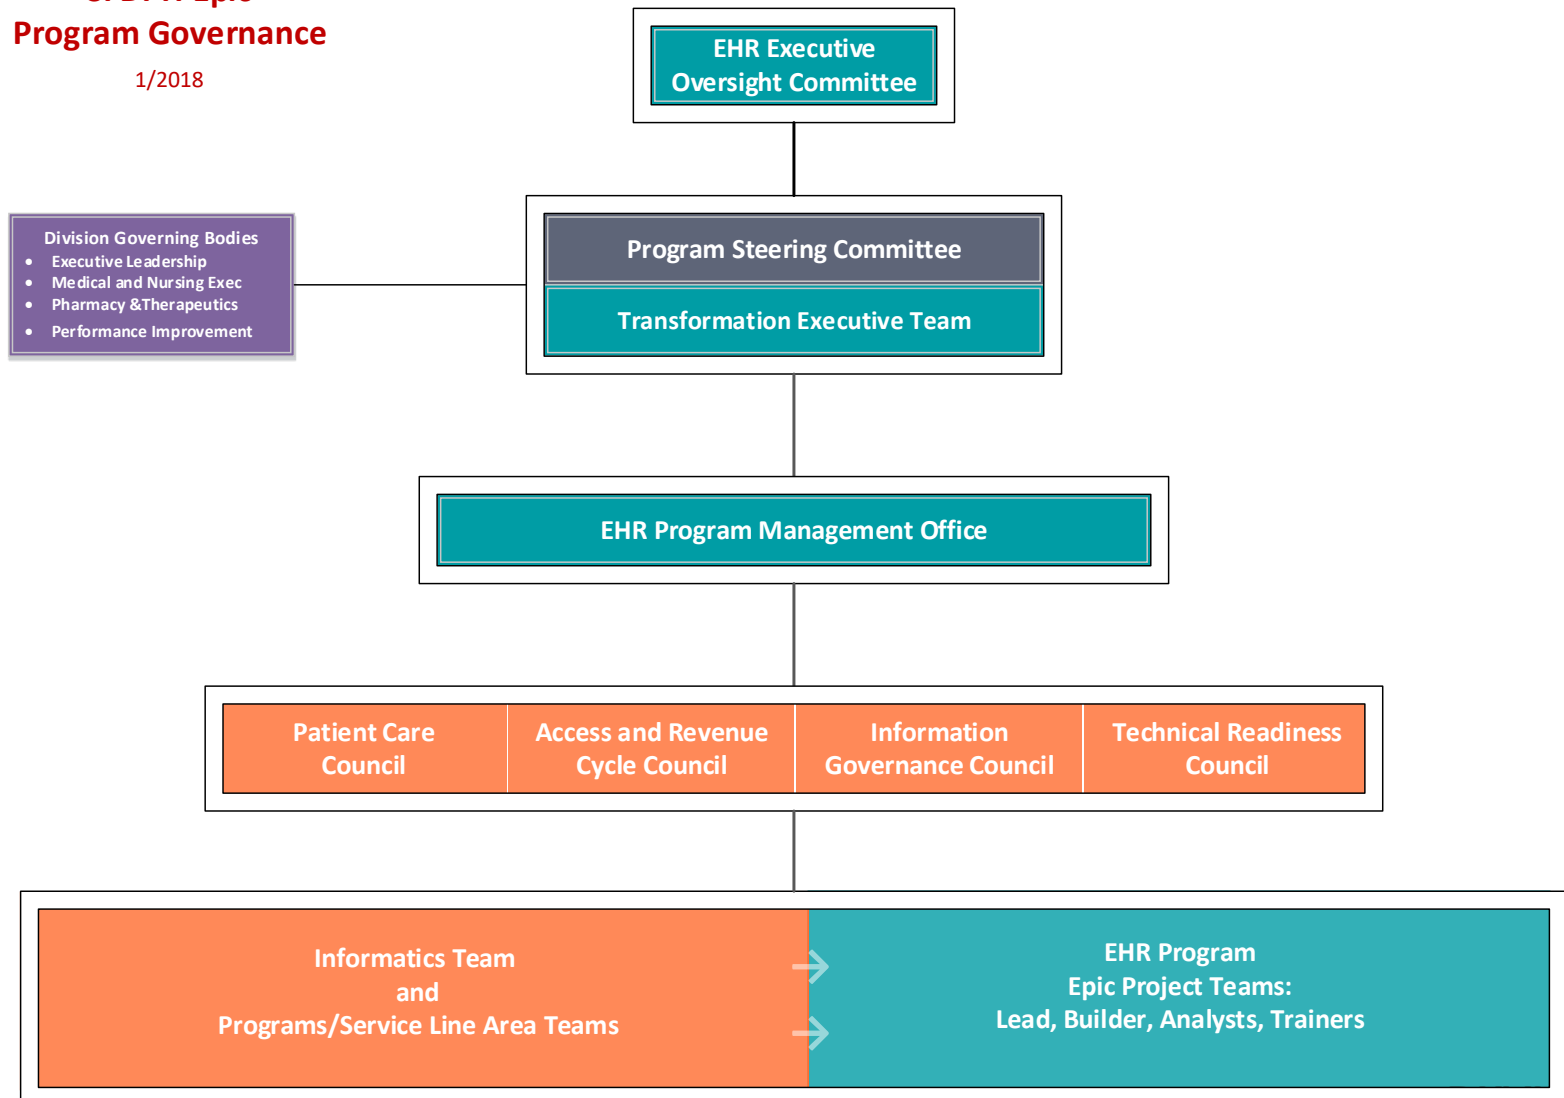 Program Governance
1/2018
EHR Executive
Oversight Committee
Division Governing Bodies
• Executive Leadership
• Medical and Nursing Exec
• Pharmacy &Therapeutics
• Performance Improvement
Program Steering Committee
Transformation Executive Team
EHR Program Management Office
Patient Care
Council
Access and Revenue
Cycle Council
Information
Governance Council
Technical Readiness
Council
Informatics Team
and
Programs/Service Line Area Teams
EHR Program
Epic Project Teams:
Lead, Builder, Analysts, Trainers